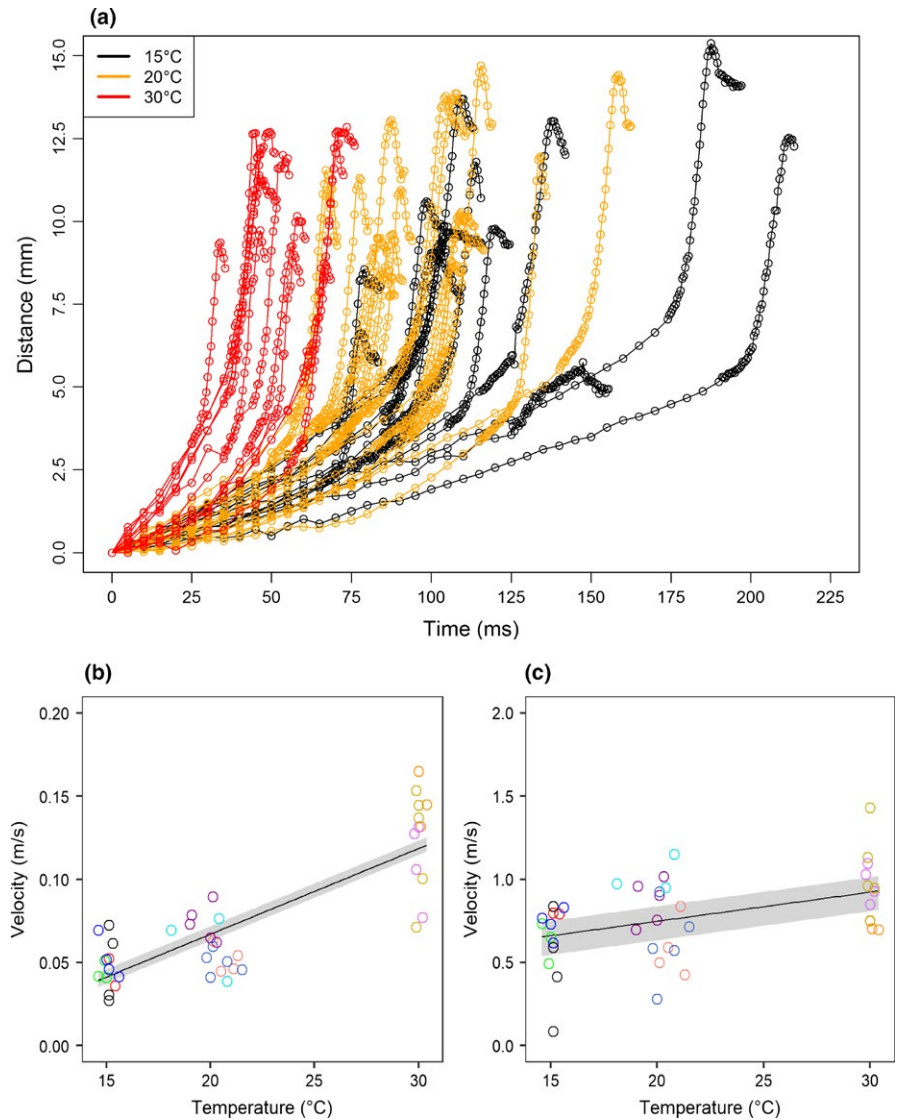 (a)
15°C
20°C
30°C
Distance (mm)
15.0
12.5
10.0
7.5
5.0
2.5
0.0
0 25 50 75 100 125 150 175 200 225
Time (ms)
(b)
Velocity (m/s)
0.20
0.15
0.10
0.05
0.00
15 20 25 30
Temperature (°C)
(c)
Velocity (m/s)
2.0
1.5
1.0
0.5
0.0
15 20 25 30
Temperature (°C)